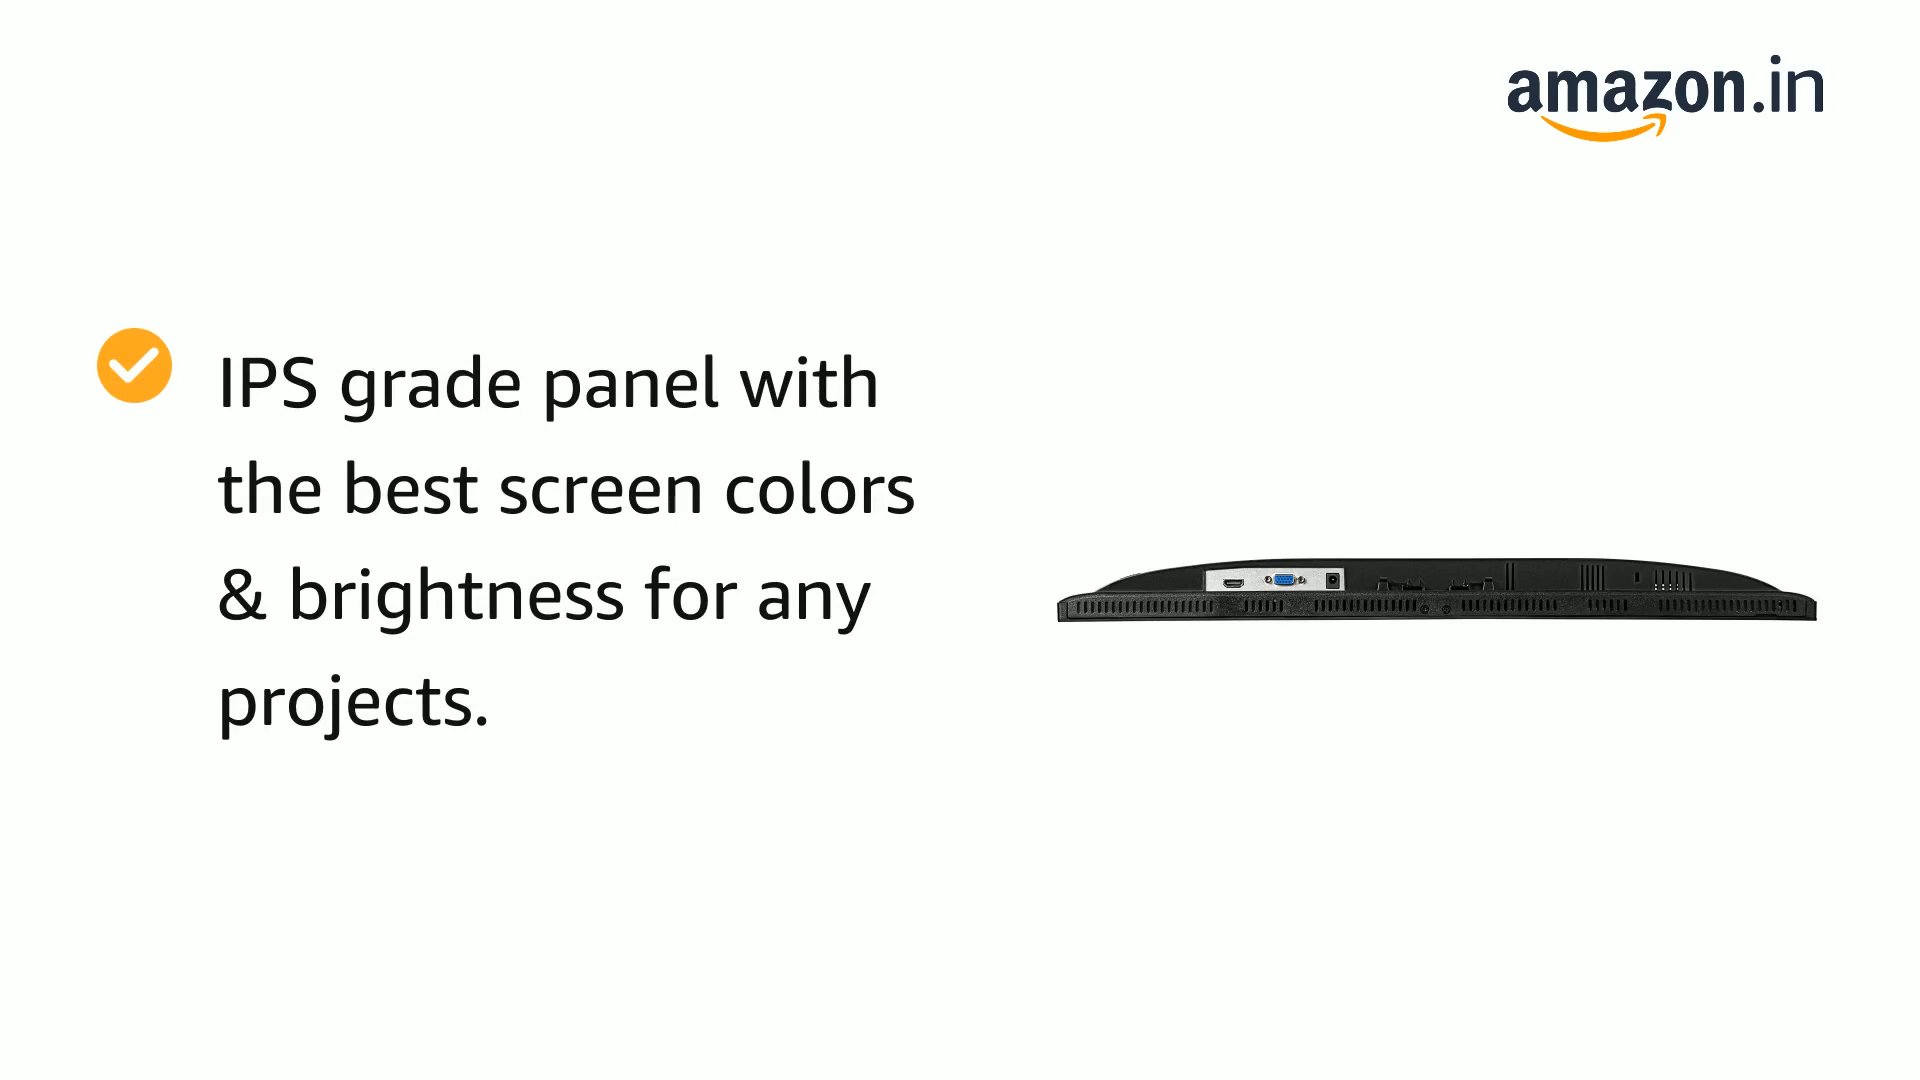 amazon.in
IPS grade panel with
the best screen colors
& brightness for any
projects.